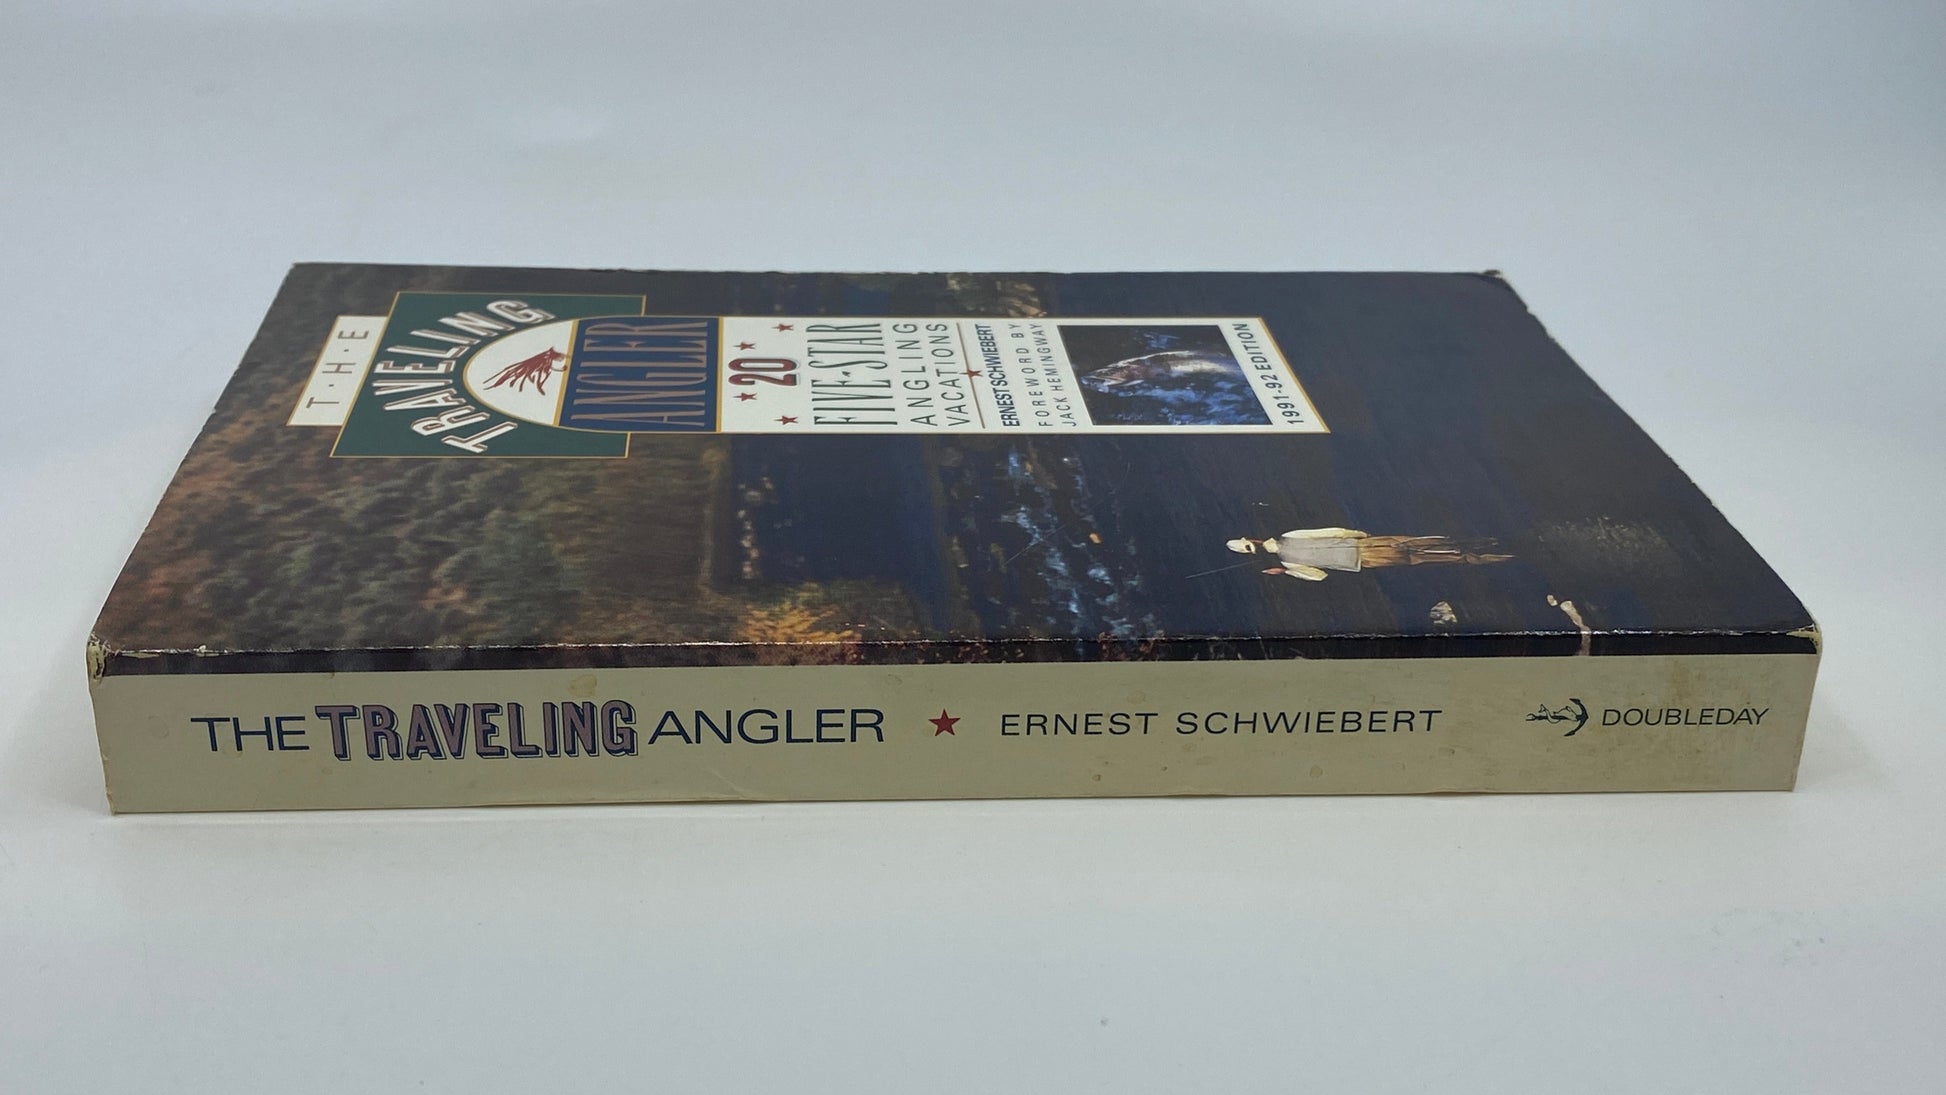 T·H·E
TRAVELING
ANGLER
20
FIVE★STAR
ANGLING
VACATIONS
ERNEST SCHWIEBERT
FOREWORD BY
JACK HEMINGWAY
1991-92 EDITION
THE TRAVELING ANGLER ★ ERNEST SCHWIEBERT DOUBLEDAY